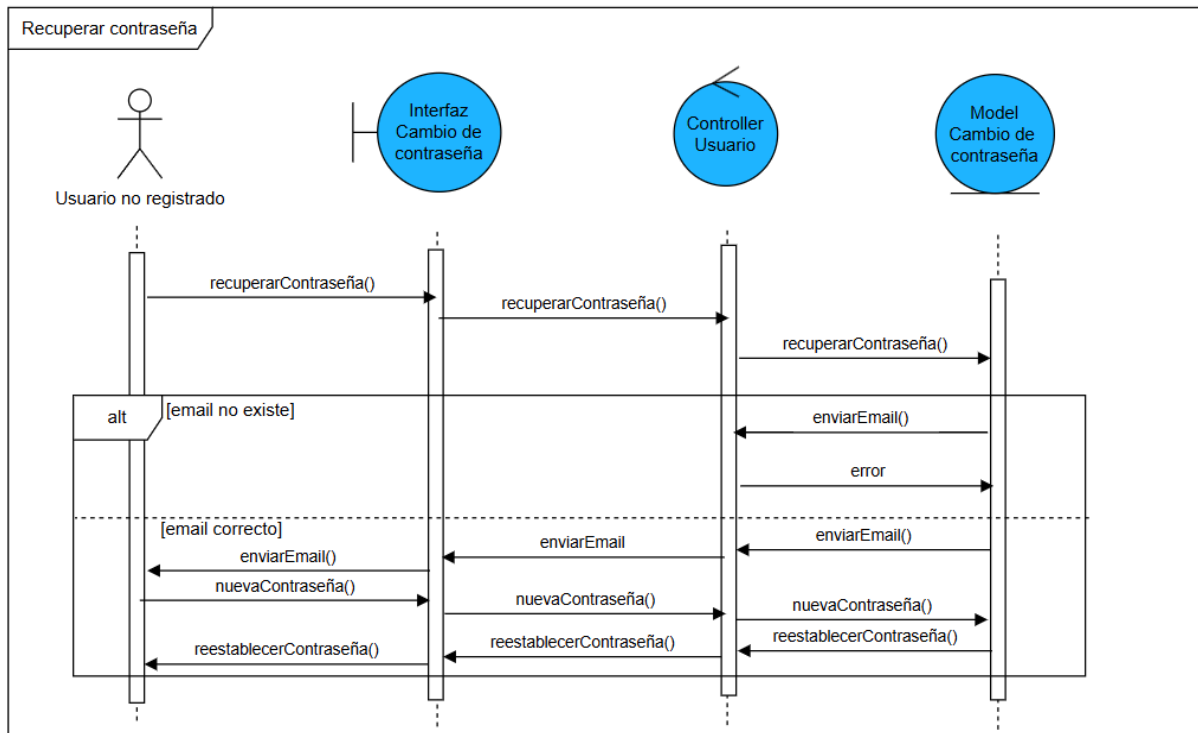 Recuperar contraseña
Interfaz
Cambio de
contraseña
Controller
Usuario
Model
Cambio de
contraseña
Usuario no registrado
recuperarContraseña()
recuperarContraseña()
recuperarContraseña()
alt
[email no existe]
enviarEmail()
error
[email correcto]
enviarEmail()
enviarEmail
enviarEmail()
nuevaContraseña()
nuevaContraseña()
nuevaContraseña()
reestablecerContraseña()
reestablecerContraseña()
reestablecerContraseña()